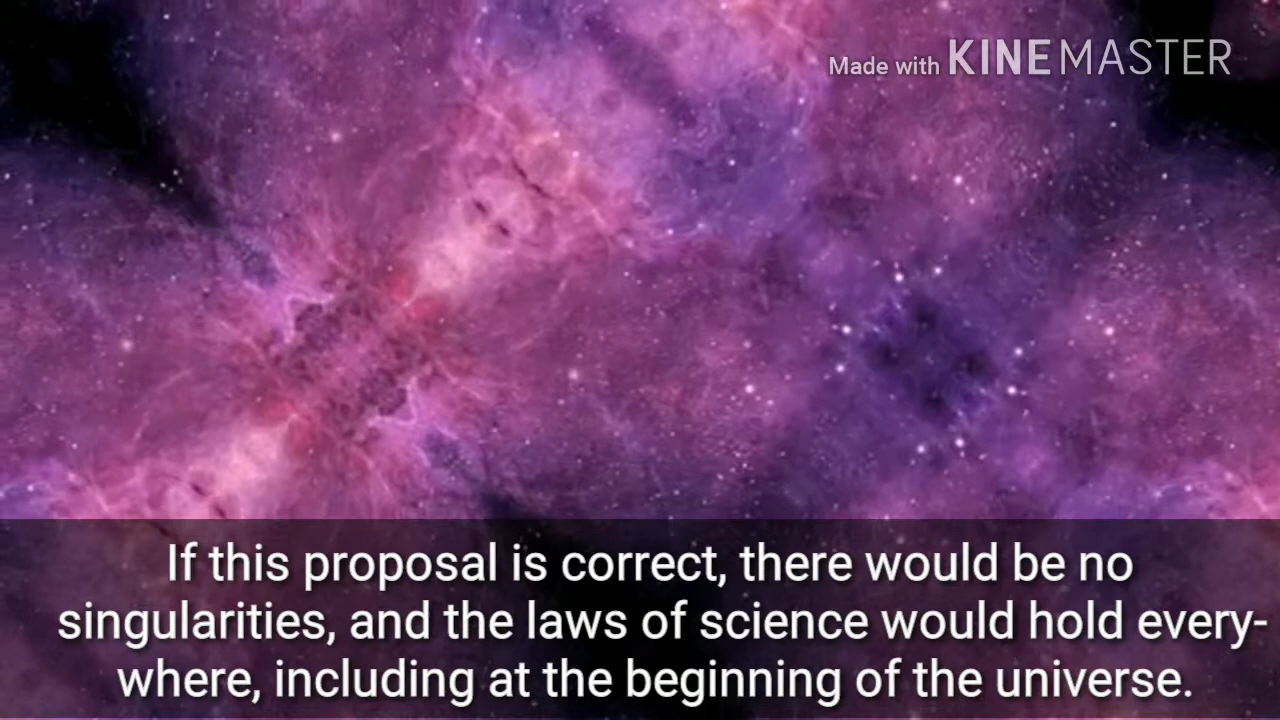 Made with KINEMASTER
If this proposal is correct, there would be no
singularities, and the laws of science would hold every-
where, including at the beginning of the universe.